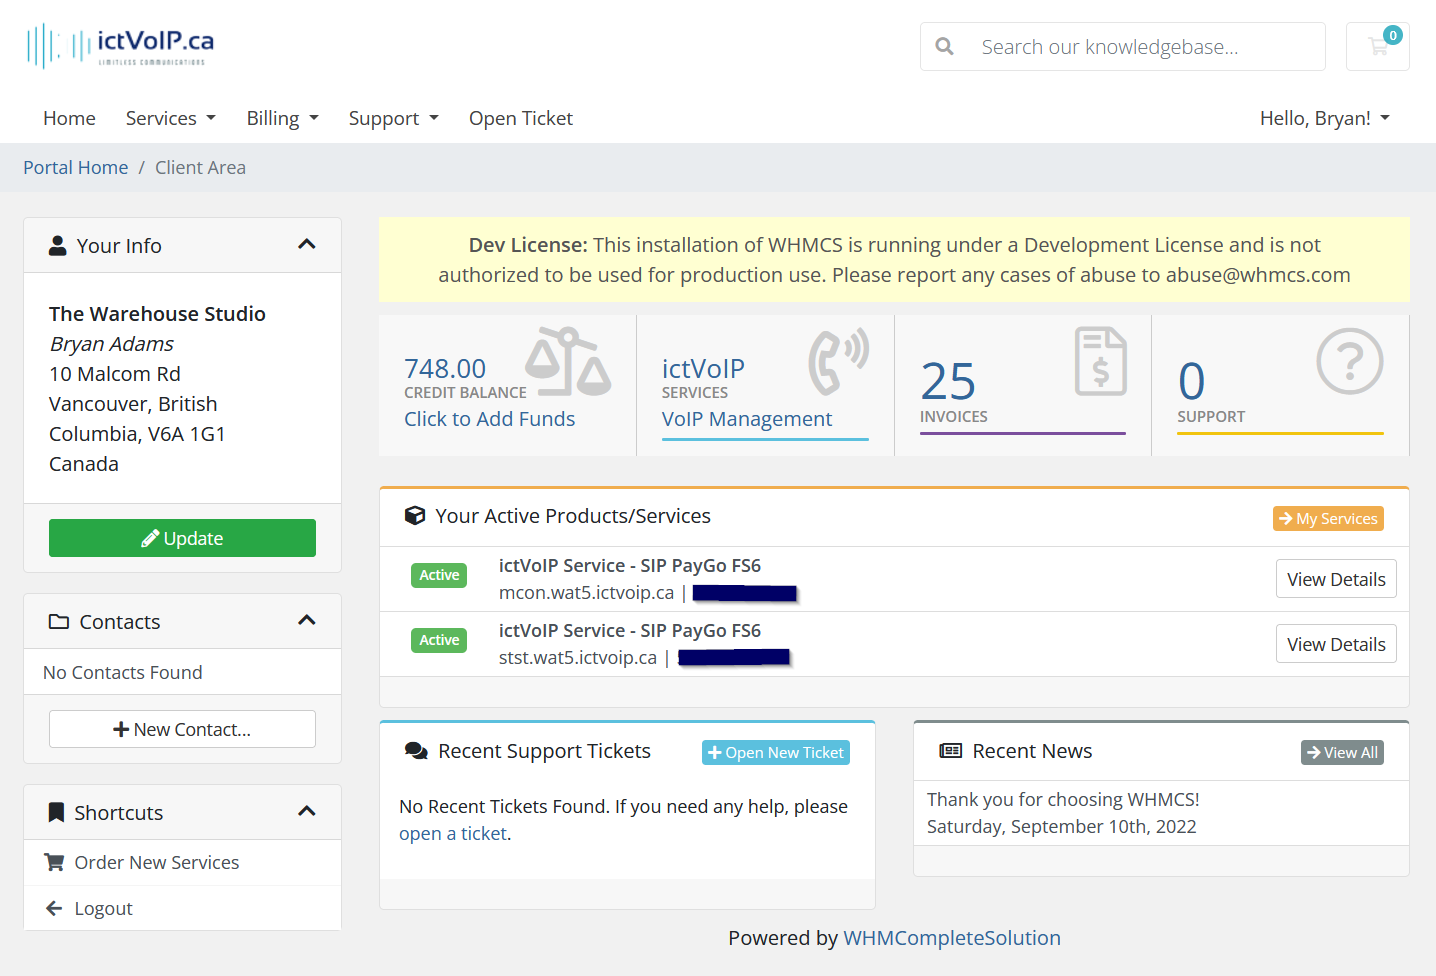 ictVoIP.ca
LIMITLESS COMMUNICATIONS
Search our knowledgebase...
0
Home
Services
Billing
Support
Open Ticket
Hello, Bryan!
Portal Home / Client Area
Your Info
The Warehouse Studio
Bryan Adams
10 Malcom Rd
Vancouver, British
Columbia, V6A 1G1
Canada
Update
Contacts
No Contacts Found
New Contact...
Shortcuts
Order New Services
Logout
Dev License: This installation of WHMCS is running under a Development License and is not
authorized to be used for production use. Please report any cases of abuse to abuse@whmcs.com
748.00
CREDIT BALANCE
Click to Add Funds
ictVoIP
SERVICES
VoIP Management
25
INVOICES
0
SUPPORT
Your Active Products/Services
My Services
Active
ictVoIP Service - SIP PayGo FS6
mcon.wat5.ictvoip.ca |
View Details
Active
ictVoIP Service - SIP PayGo FS6
stst.wat5.ictvoip.ca |
View Details
Recent Support Tickets
Open New Ticket
No Recent Tickets Found. If you need any help, please
open a ticket.
Recent News
View All
Thank you for choosing WHMCS!
Saturday, September 10th, 2022
Powered by WHMCompleteSolution